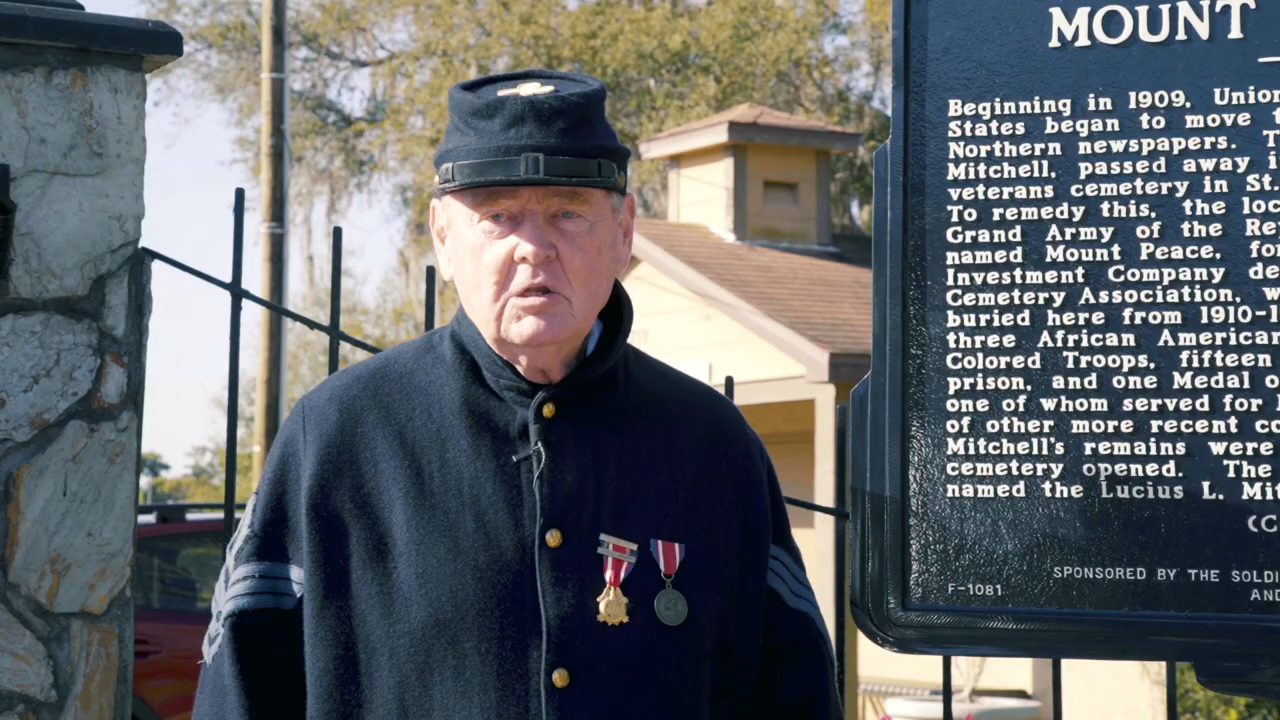 MOUNT
Beginning in 1909, Union
States began to move
Northern newspapers.
Mitchell, passed away
veterans cemetery in St.
To remedy this, the loc
Grand Army of the Re
named Mount Peace, fo
Investment Company de
Cemetery Association, w
buried here from 1910-1
three African American
Colored Troops, fifteen
prison, and one Medal o
one of whom served for
of other more recent co
Mitchell's remains were
cemetery opened. The
named the Lucius L. Mit
(C
SPONSORED BY THE SOLDI
F-1081
AND